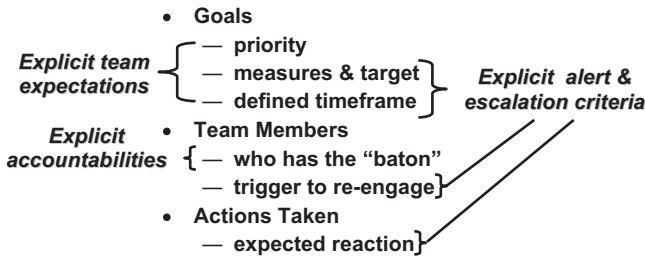 • Goals
— priority
Explicit team
expectations
— measures & target
— defined timeframe
Explicit alert &
escalation criteria
• Team Members
Explicit
accountabilities
— who has the “baton”
— trigger to re-engage
• Actions Taken
— expected reaction